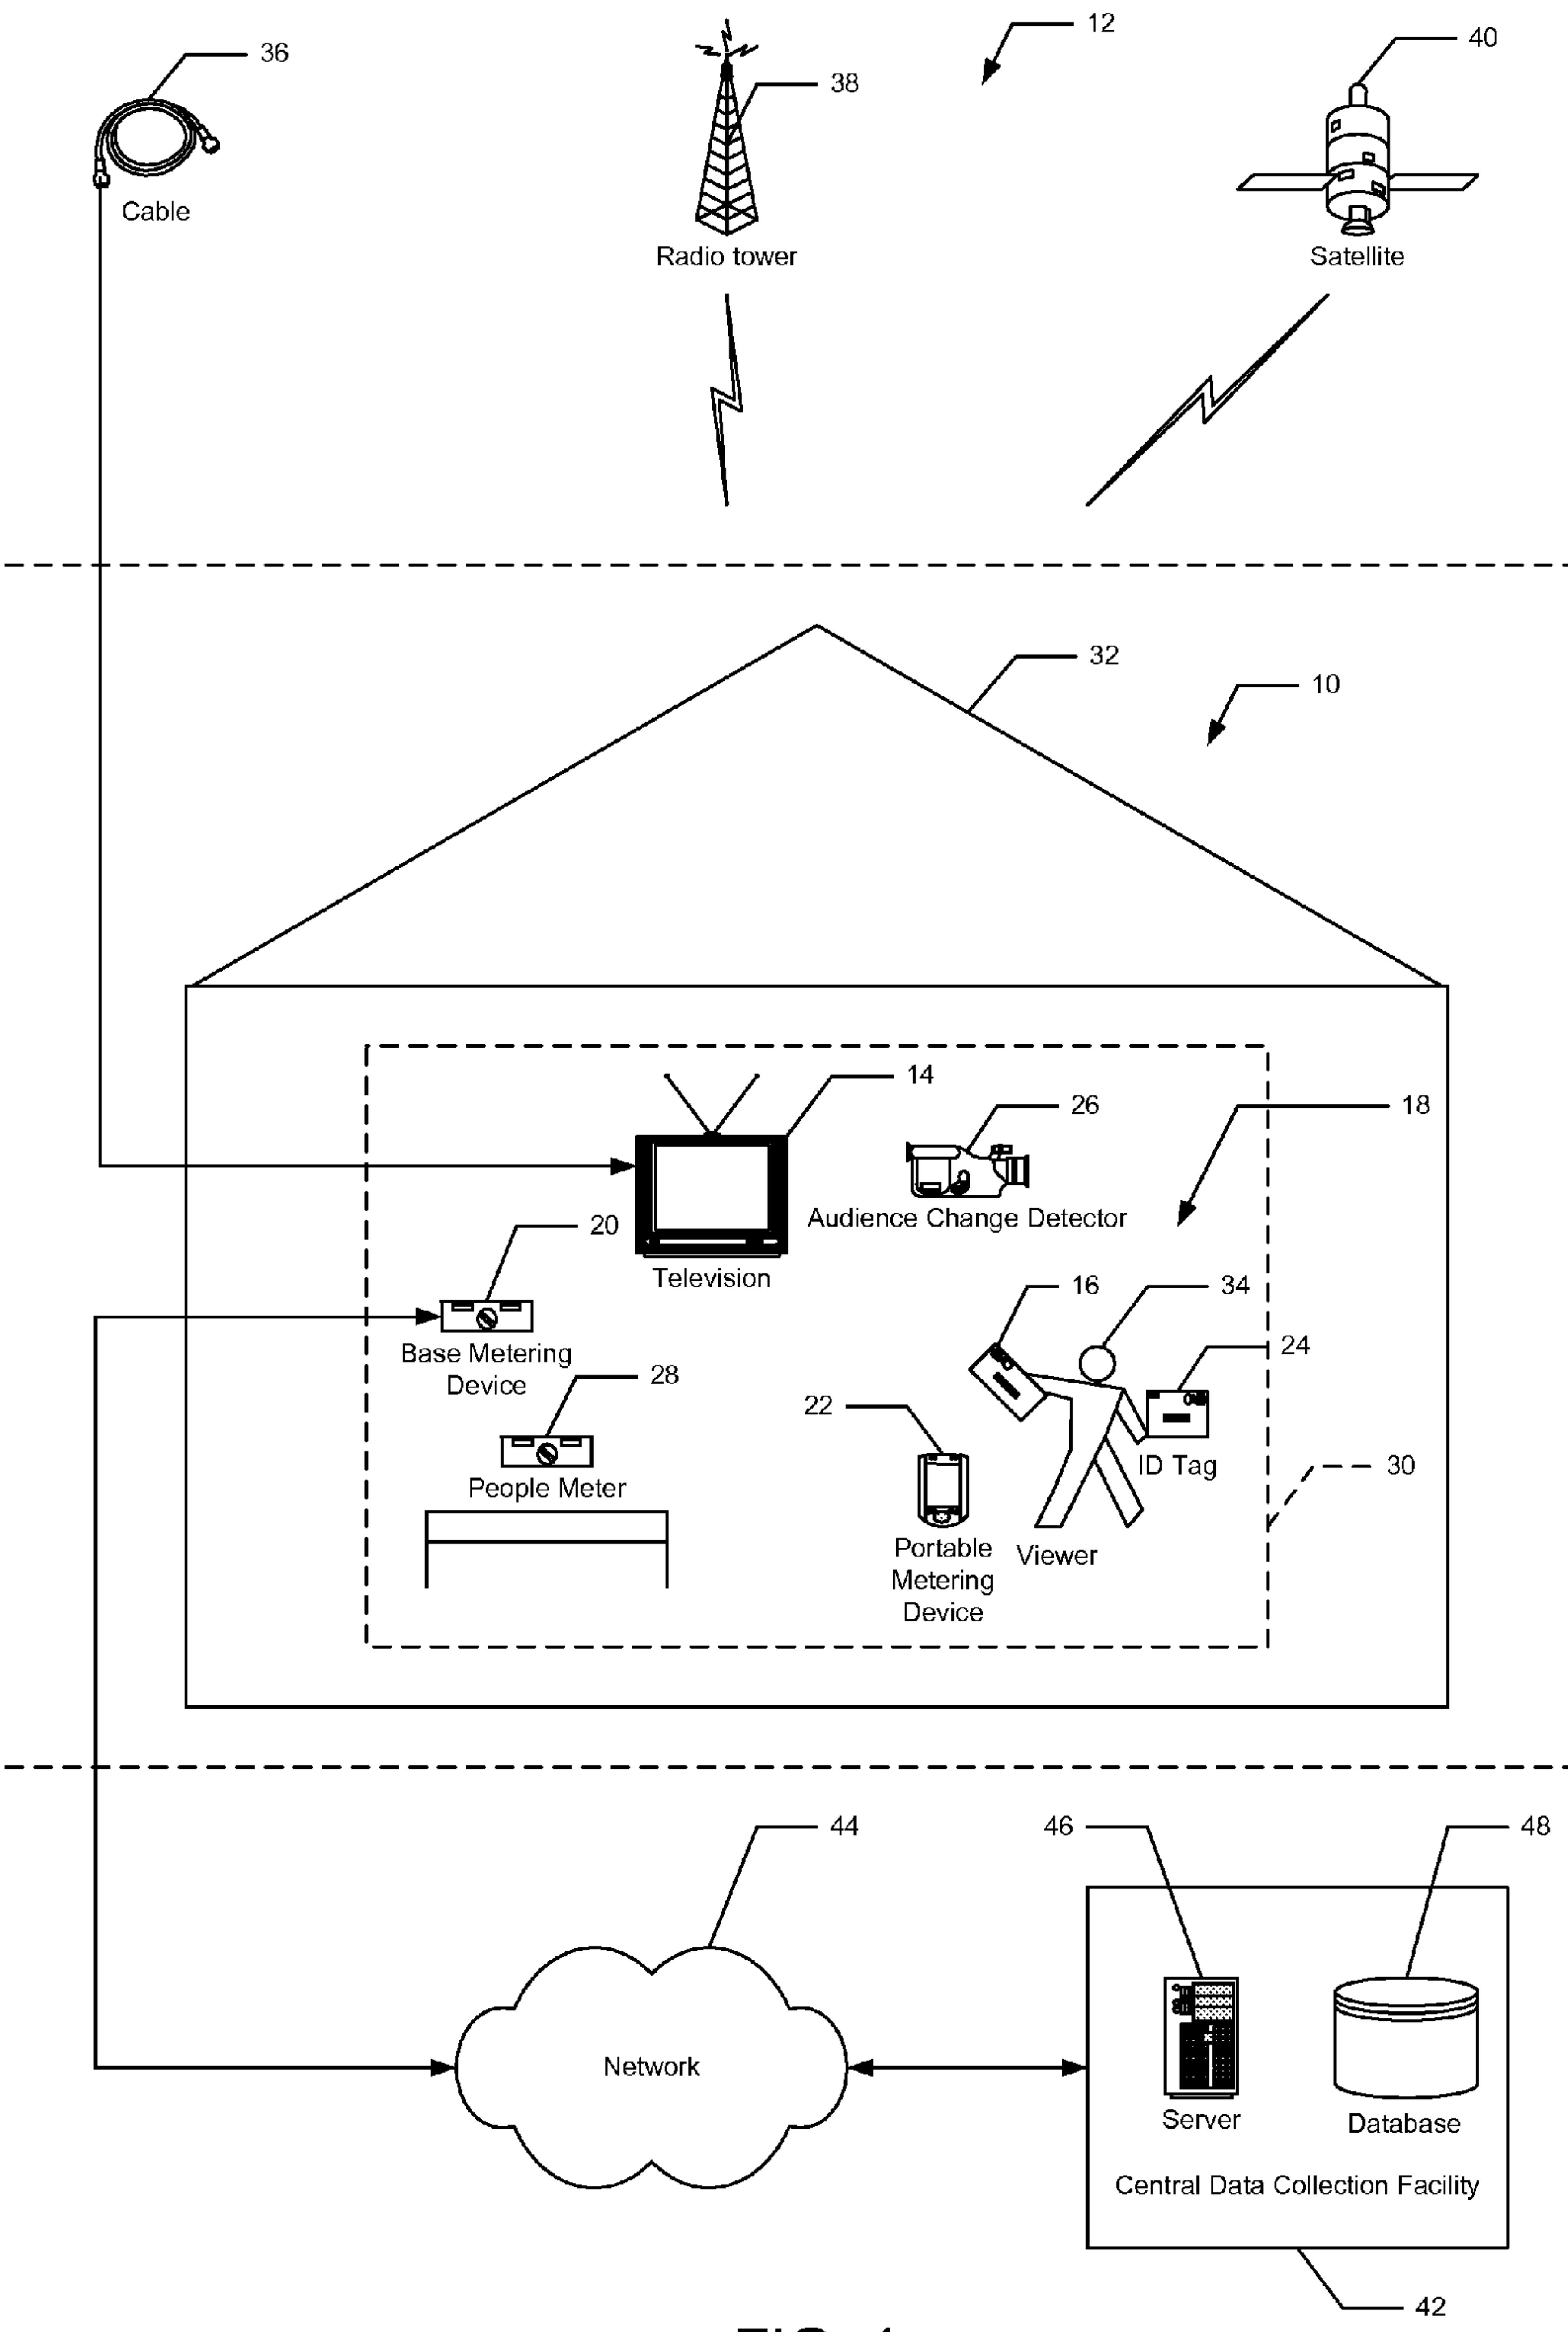 36
12
40
38
Cable
Radio tower
Satellite
32
10
14
26
18
Audience Change Detector
20
Television
16
34
24
Base Metering
Device
28
22
People Meter
ID Tag
30
Portable
Metering
Device
Viewer
44
46
48
Network
Server
Database
Central Data Collection Facility
42